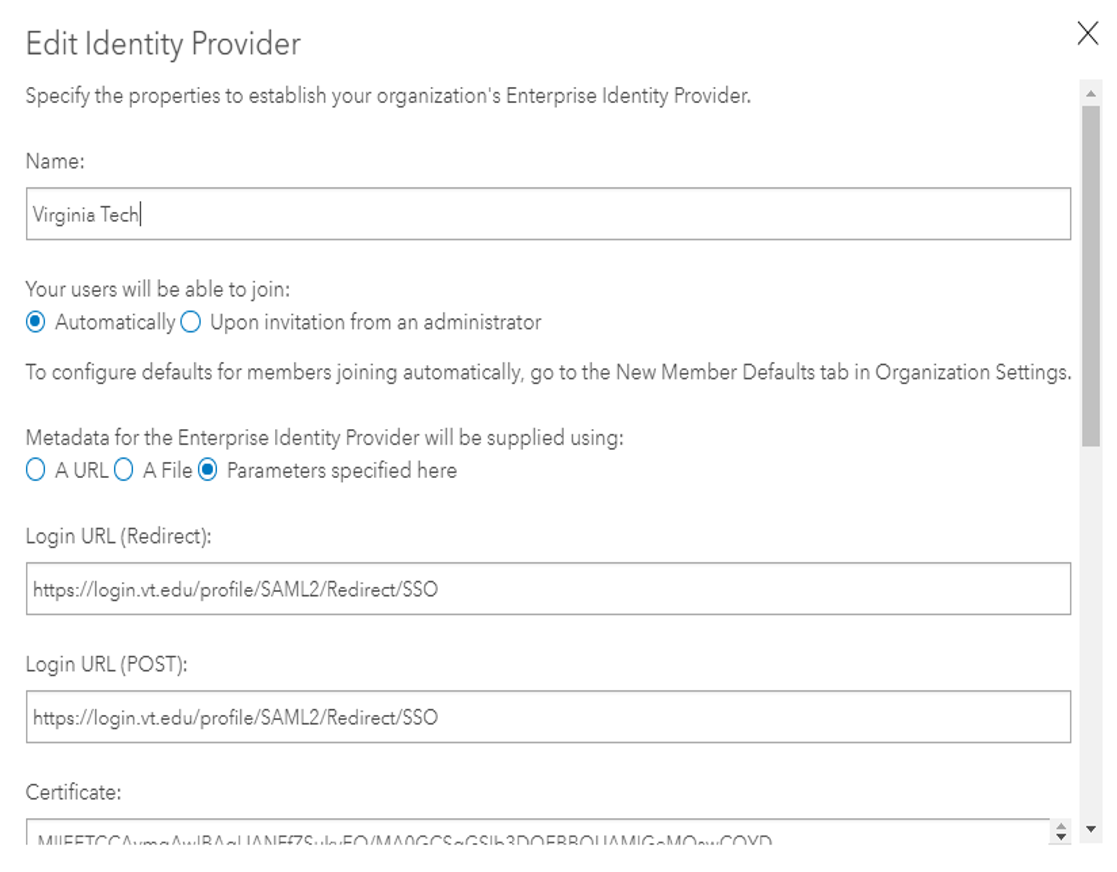 Edit Identity Provider
Specify the properties to establish your organization's Enterprise Identity Provider.
Name:
Virginia Tech
Your users will be able to join:
Automatically Upon invitation from an administrator
To configure defaults for members joining automatically, go to the New Member Defaults tab in Organization Settings.
Metadata for the Enterprise Identity Provider will be supplied using:
A URL A File Parameters specified here
Login URL (Redirect):
https://login.vt.edu/profile/SAML2/Redirect/SSO
Login URL (POST):
https://login.vt.edu/profile/SAML2/Redirect/SSO
Certificate: